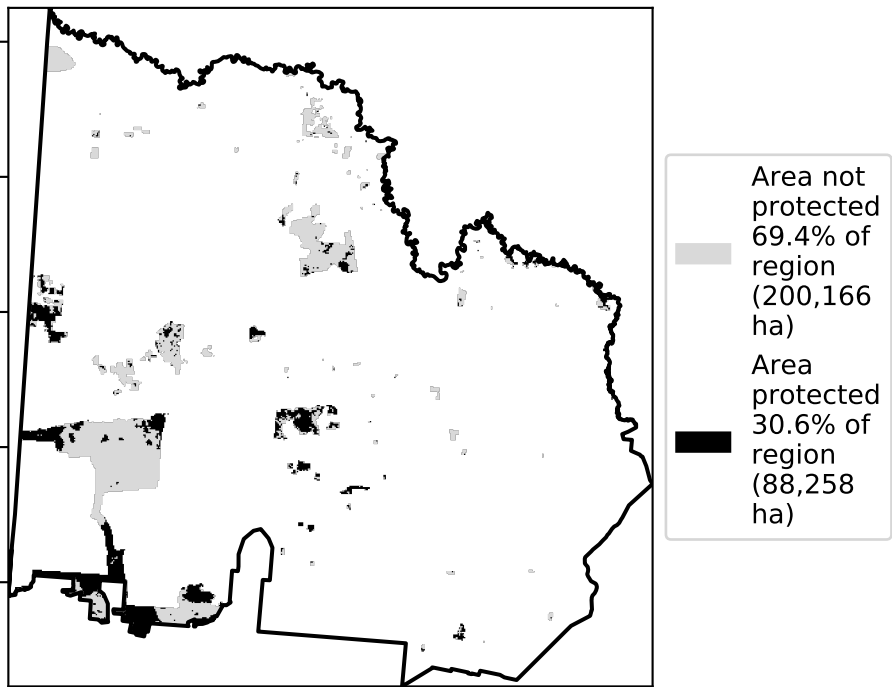 Area not
protected
69.4% of
region
(200,166
ha)
Area
protected
30.6% of
region
(88,258
ha)